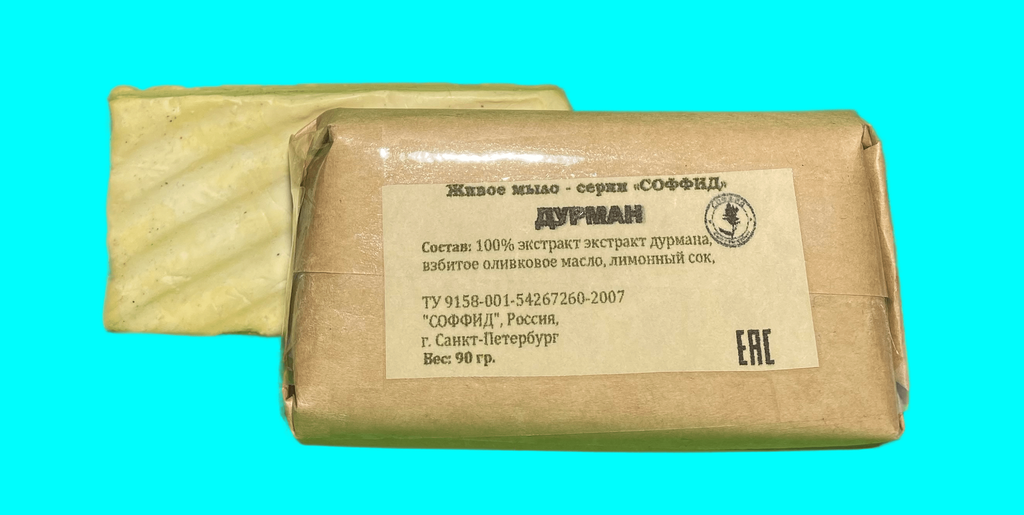 Живое мыло - серии «СОФФИД»
ДУРМАН
Состав: 100% экстракт экстракт дурмана,
взбитое оливковое масло, лимонный сок,
ТУ 9158-001-54267260-2007
"СОФФИД", Россия,
г. Санкт-Петербург
Вес: 90 гр.
EAC